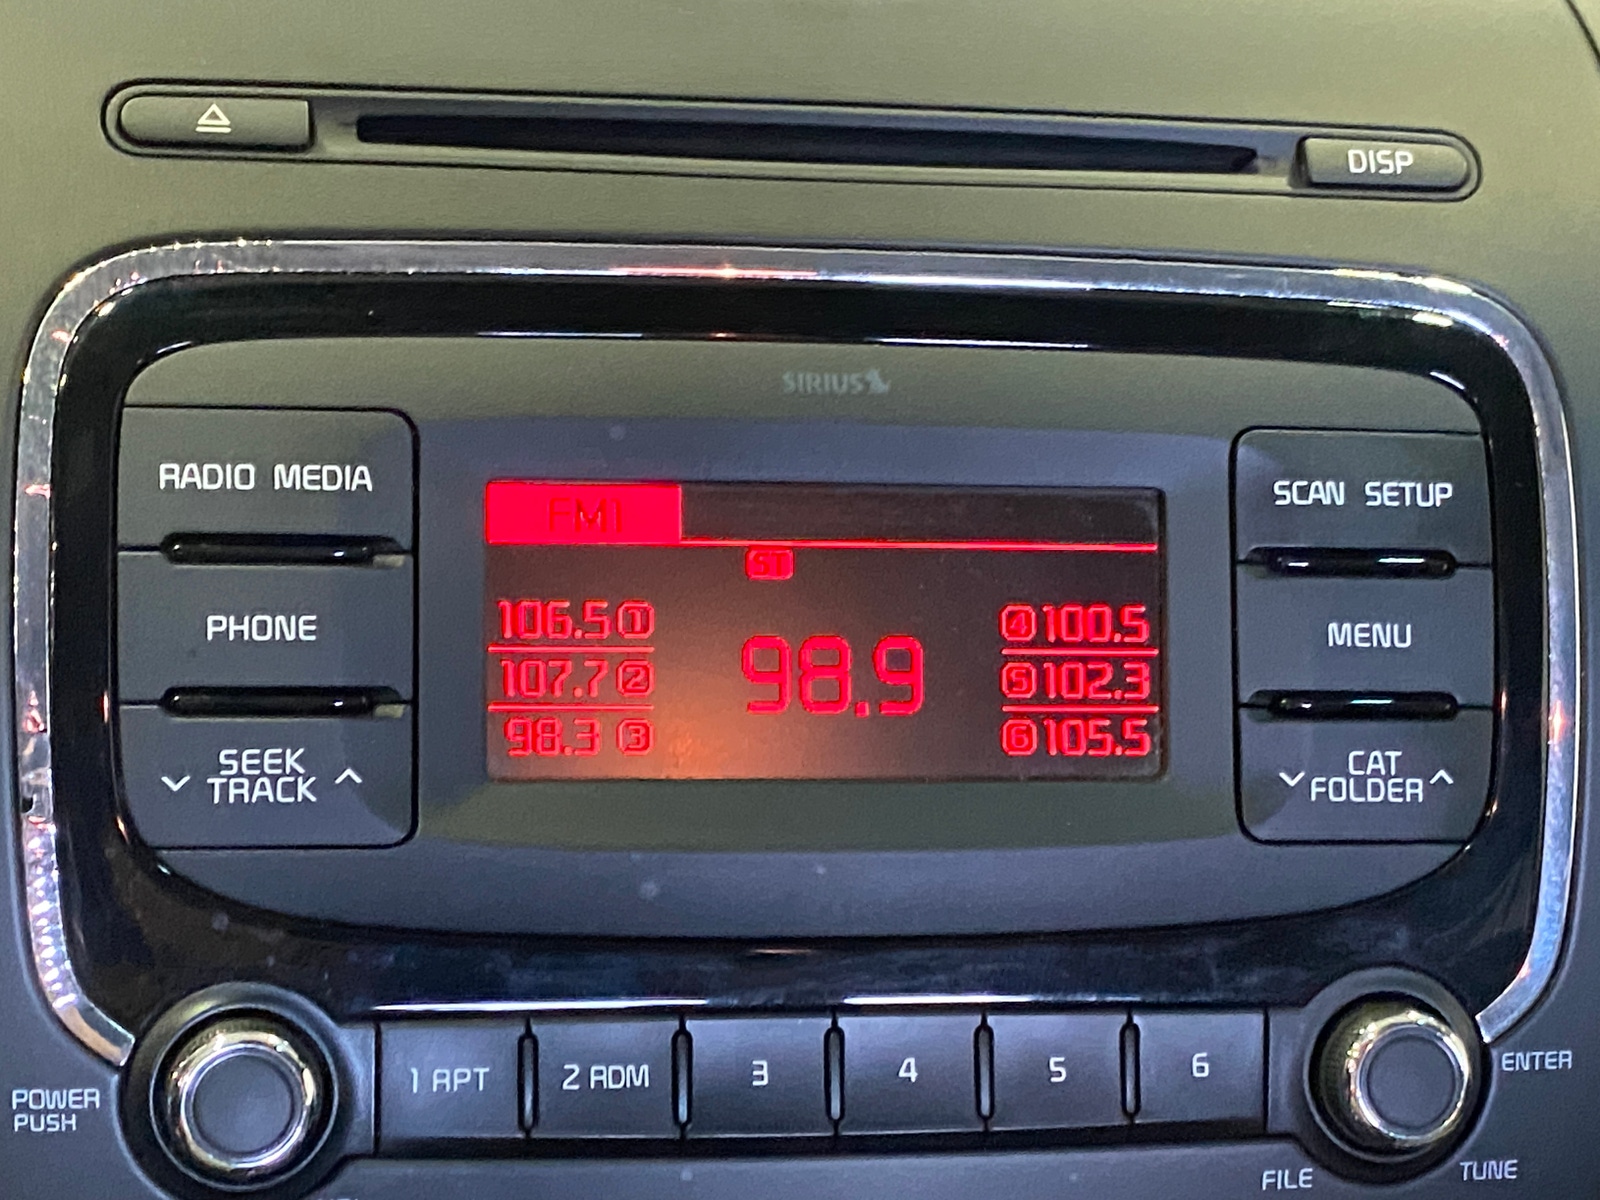 DISP
SIRIUS
RADIO MEDIA
SCAN SETUP
FM1
ST
PHONE
MENU
106.5 1
107.7 2
98.3 3
98.9
4 100.5
5 102.3
6 105.5
SEEK
TRACK
CAT
FOLDER
1 RPT
2 RDM
3
4
5
6
POWER
PUSH
ENTER
FILE
TUNE